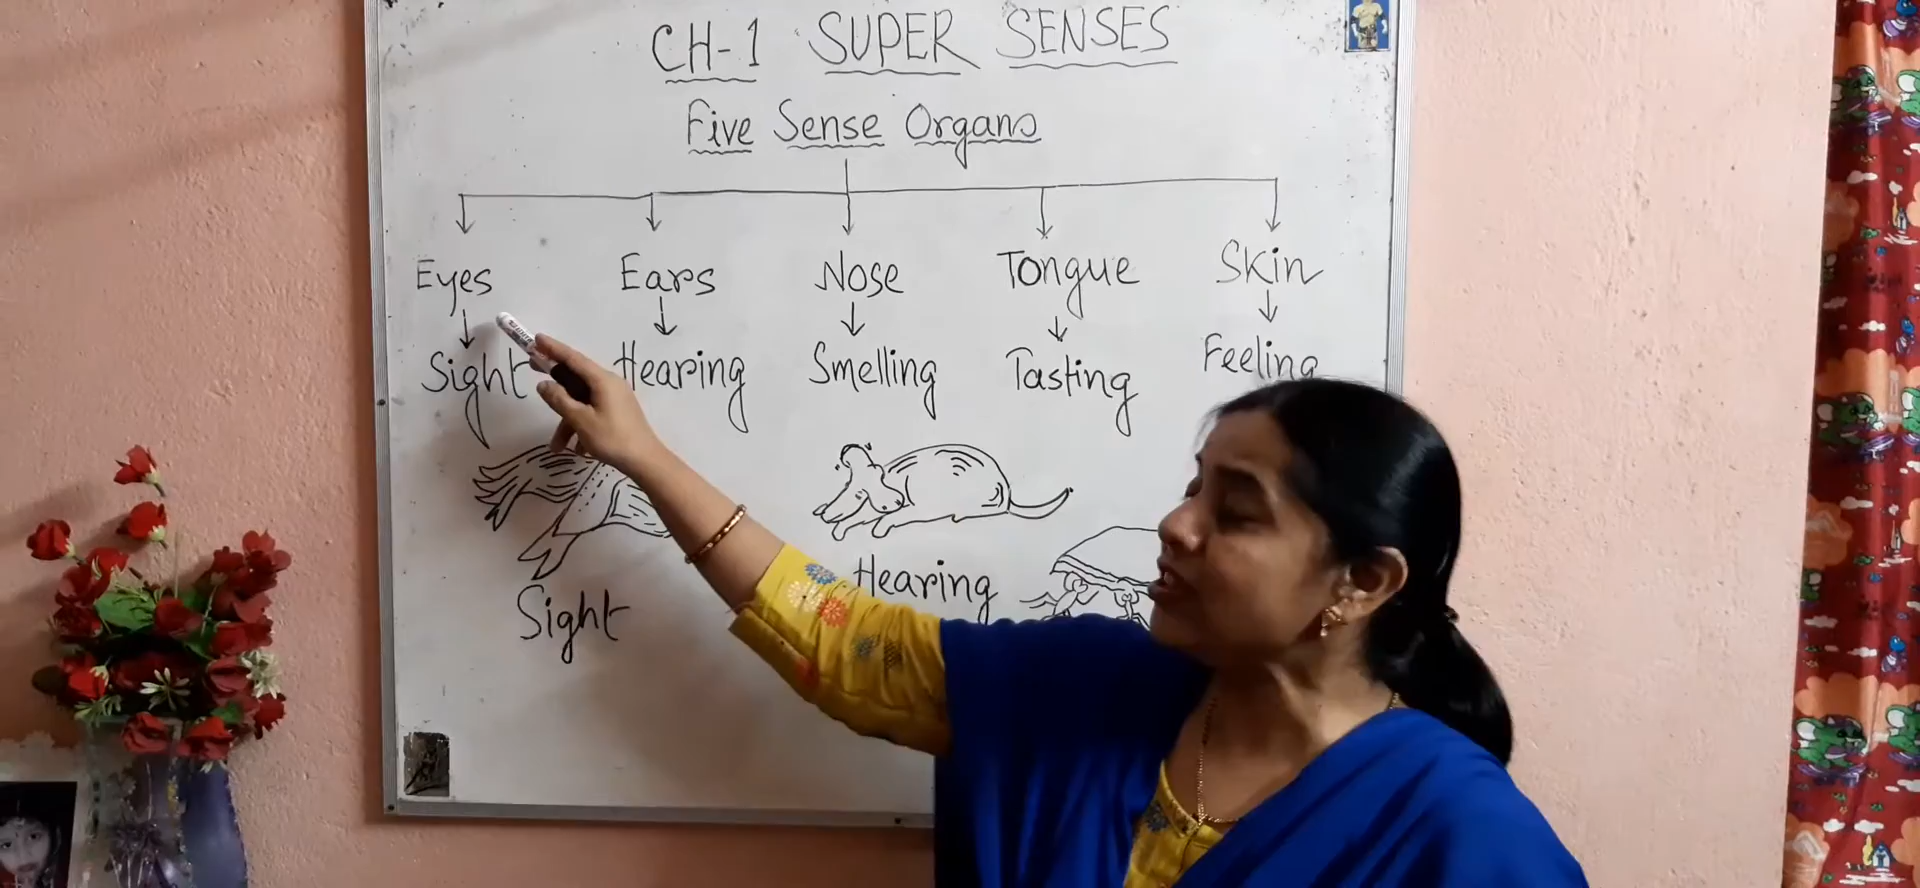 CH-1 SUPER SENSES
Five Sense Organs
Eyes Ears Nose Tongue Skin
Sight Hearing Smelling Tasting Feeling
Hearing
Sight